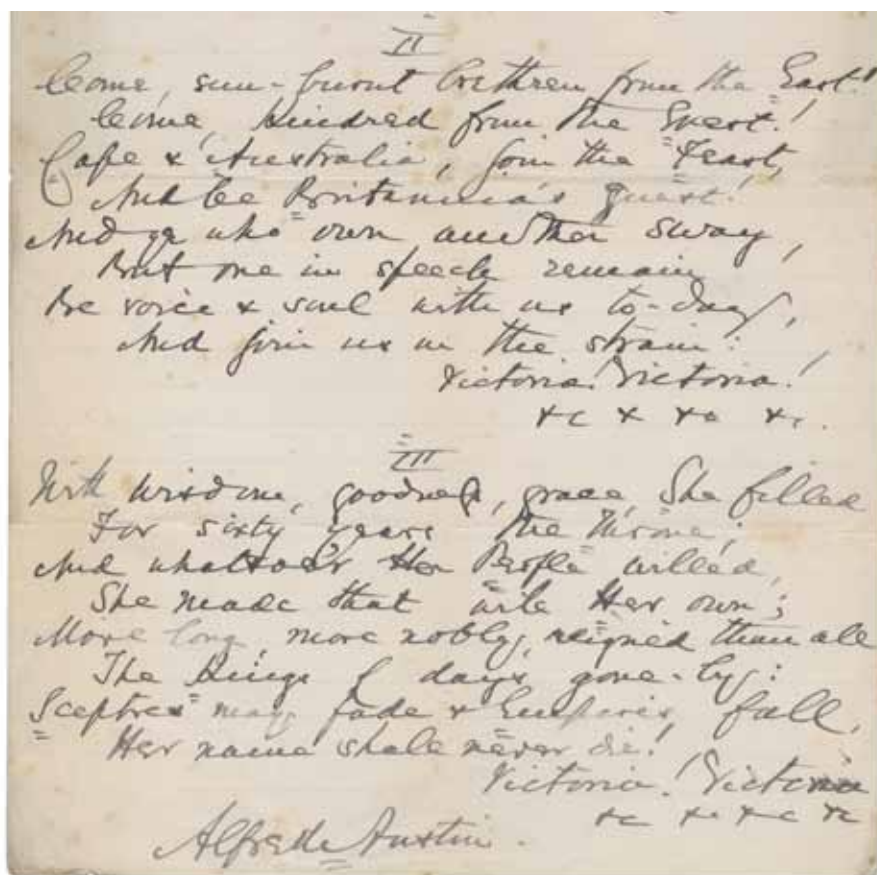 II
Come, sun-burnt brethren from the East!
Come, kindred from the West!
Cape & Australia, join the Feast,
And be Britannia's guest!
And ye who own another sway,
But one in speech remain,
Be voice & soul with us to-day,
And join us in the strain:
Victoria! Victoria!
&c & &c &c.
III
With wisdom, goodness, grace, She filled
For sixty years the Throne;
And whatsoe'er Her People willed,
She made that will Her own;
More long, more nobly, reigned than all
The Kings of days gone-by:
Sceptres may fade & Empires fall,
Her name shall never die!
Victoria! Victoria
&c &c &c &c
Alfred Austin.